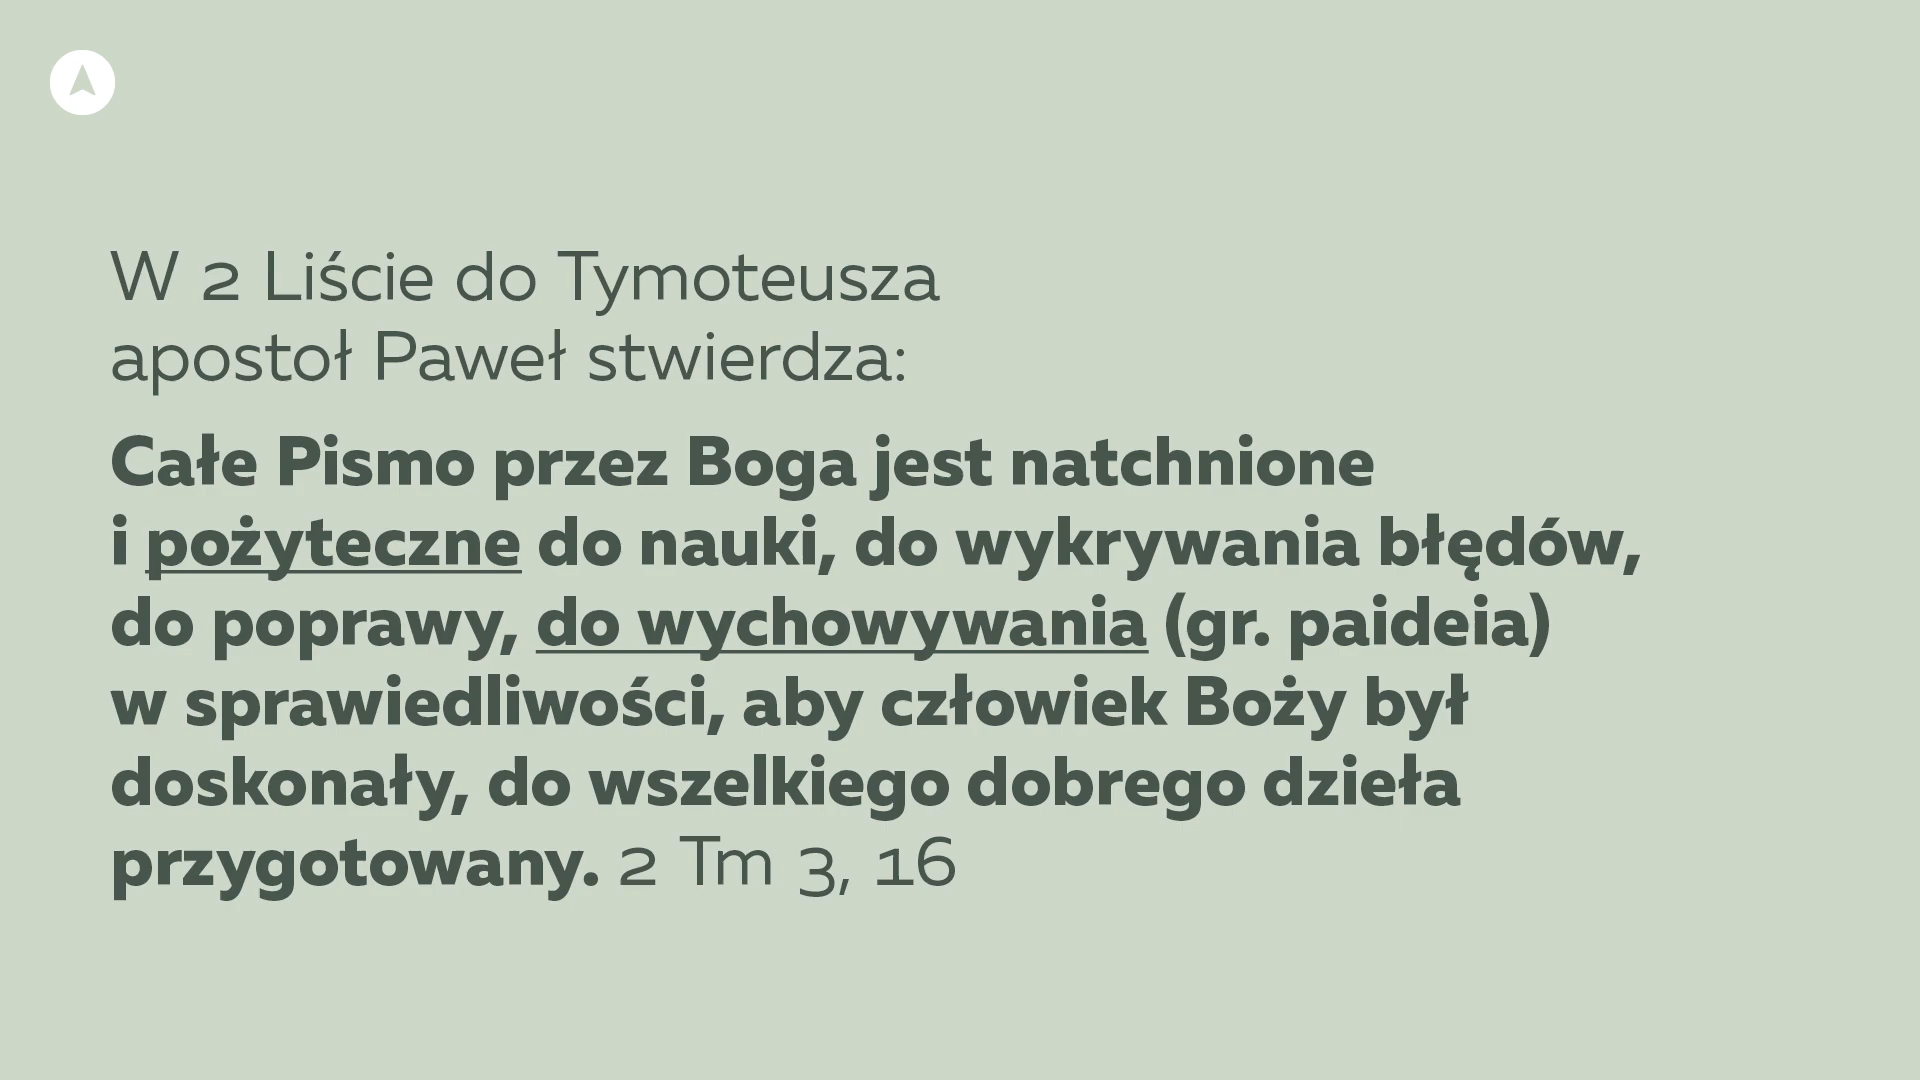 W 2 Liście do Tymoteusza
apostoł Paweł stwierdza:
Całe Pismo przez Boga jest natchnione
i pożyteczne do nauki, do wykrywania błędów,
do poprawy, do wychowywania (gr. paideia)
w sprawiedliwości, aby człowiek Boży był
doskonały, do wszelkiego dobrego dzieła
przygotowany. 2 Tm 3, 16